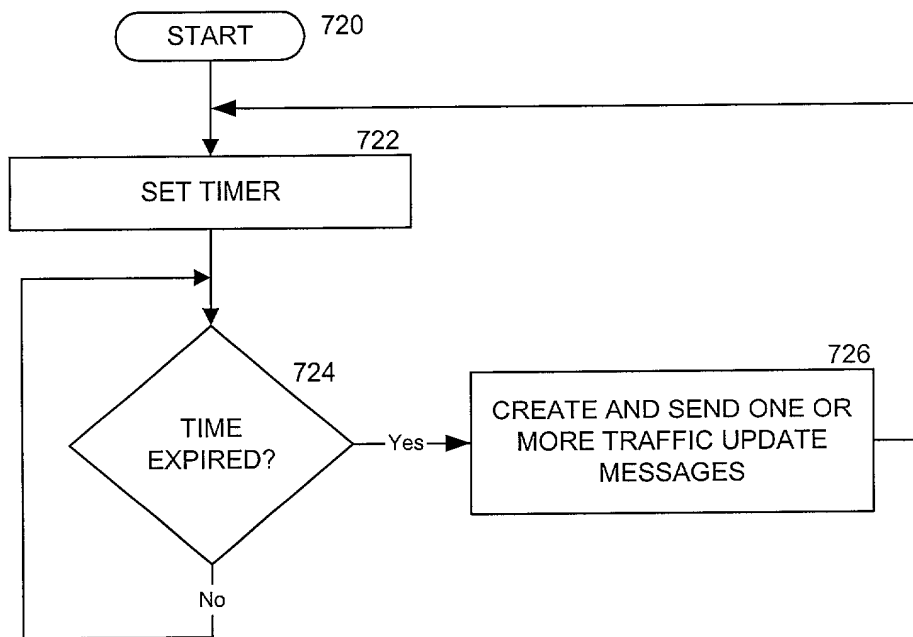 START
720
722
SET TIMER
724
TIME
EXPIRED?
Yes
726
CREATE AND SEND ONE OR
MORE TRAFFIC UPDATE
MESSAGES
No